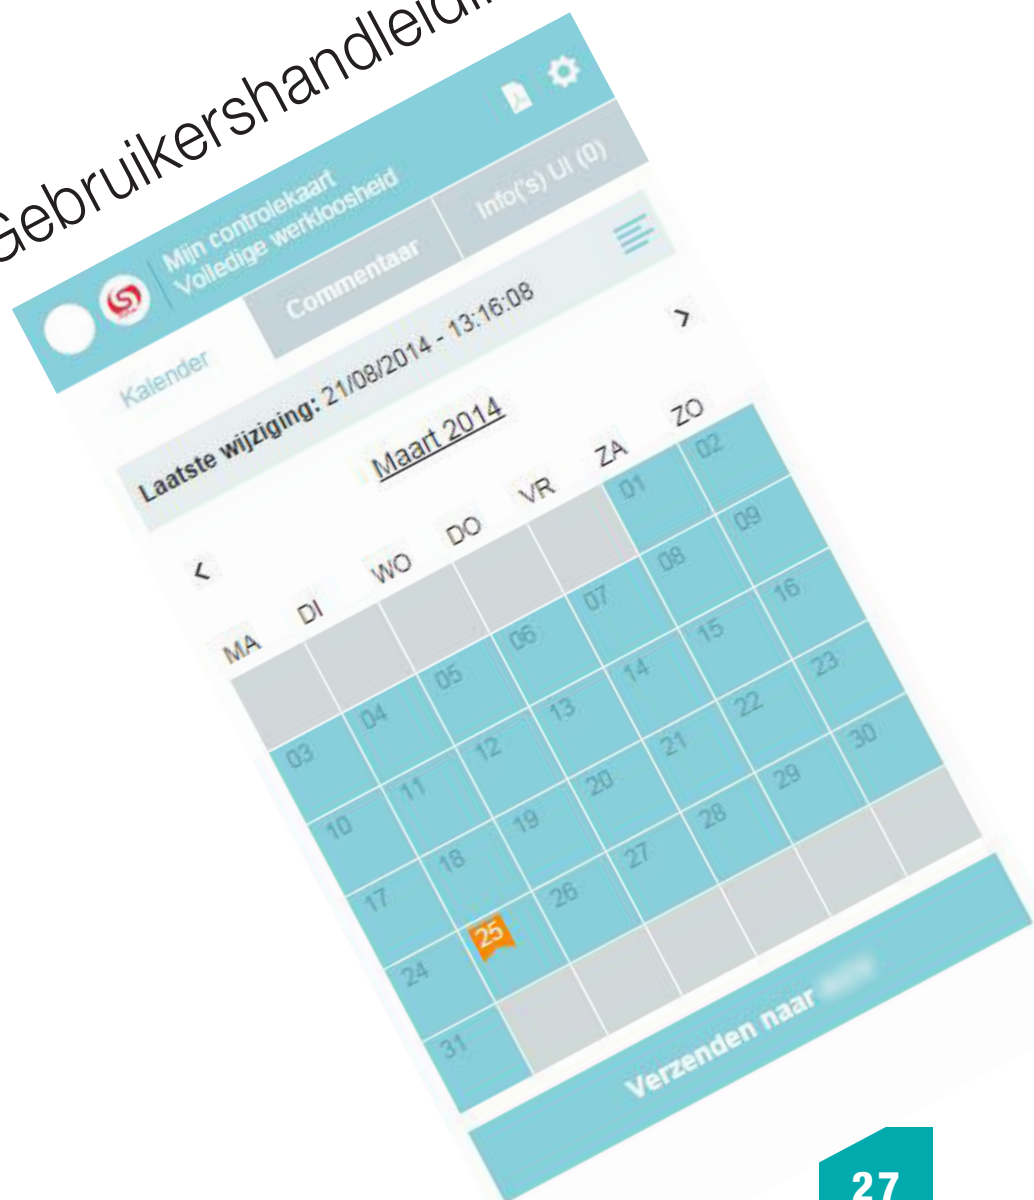 Mijn controlekaart
Volledige werkloosheid
Kalender Commentaar Info('s) UI (0)
Laatste wijziging: 21/08/2014 - 13:16:08
< Maart 2014 >
MA DI WO DO VR ZA ZO
01 02
03 04 05 06 07 08 09
10 11 12 13 14 15 16
17 18 19 20 21 22 23
24 25 26 27 28 29 30
31
Verzenden naar
27